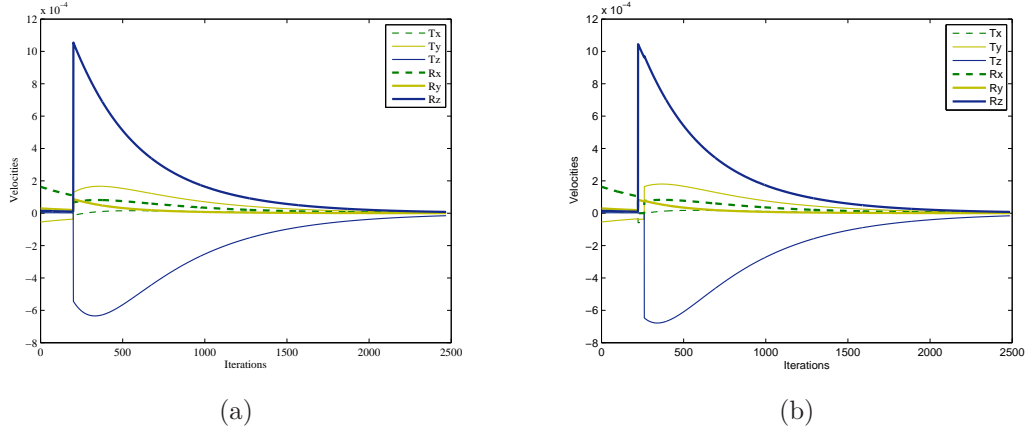 x 10⁻⁴
12
10
8
6
4
2
0
−2
−4
−6
−8
Velocities
0 500 1000 1500 2000 2500
Iterations
Tx
Ty
Tz
Rx
Ry
Rz
(a)
x 10⁻⁴
12
10
8
6
4
2
0
−2
−4
−6
−8
Velocities
0 500 1000 1500 2000 2500
Iterations
Tx
Ty
Tz
Rx
Ry
Rz
(b)